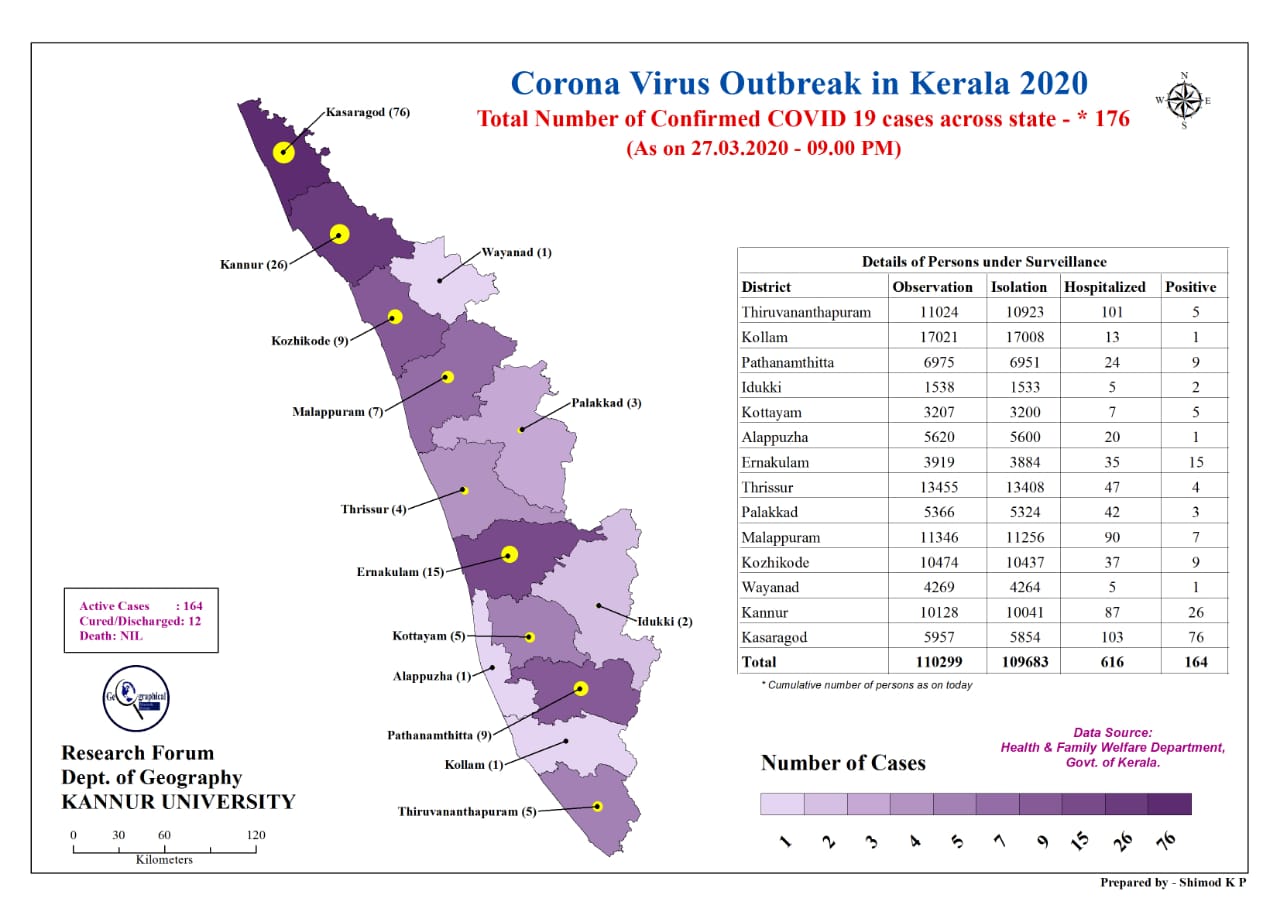 Corona Virus Outbreak in Kerala 2020
Total Number of Confirmed COVID 19 cases across state - * 176
(As on 27.03.2020 - 09.00 PM)
N
W E
S
Kasaragod (76)
Kannur (26)
Wayanad (1)
Kozhikode (9)
Malappuram (7)
Palakkad (3)
Thrissur (4)
Ernakulam (15)
Idukki (2)
Kottayam (5)
Alappuzha (1)
Pathanamthitta (9)
Kollam (1)
Thiruvananthapuram (5)
Details of Persons under Surveillance
District Observation Isolation Hospitalized Positive
Thiruvananthapuram 11024 10923 101 5
Kollam 17021 17008 13 1
Pathanamthitta 6975 6951 24 9
Idukki 1538 1533 5 2
Kottayam 3207 3200 7 5
Alappuzha 5620 5600 20 1
Ernakulam 3919 3884 35 15
Thrissur 13455 13408 47 4
Palakkad 5366 5324 42 3
Malappuram 11346 11256 90 7
Kozhikode 10474 10437 37 9
Wayanad 4269 4264 5 1
Kannur 10128 10041 87 26
Kasaragod 5957 5854 103 76
Total 110299 109683 616 164
* Cumulative number of persons as on today
Active Cases : 164
Cured/Discharged: 12
Death: NIL
Research Forum
Dept. of Geography
KANNUR UNIVERSITY
0 30 60 120
Kilometers
Data Source:
Health & Family Welfare Department,
Govt. of Kerala.
Number of Cases
1 2 3 4 5 7 9 15 26 76
Prepared by - Shimod K P